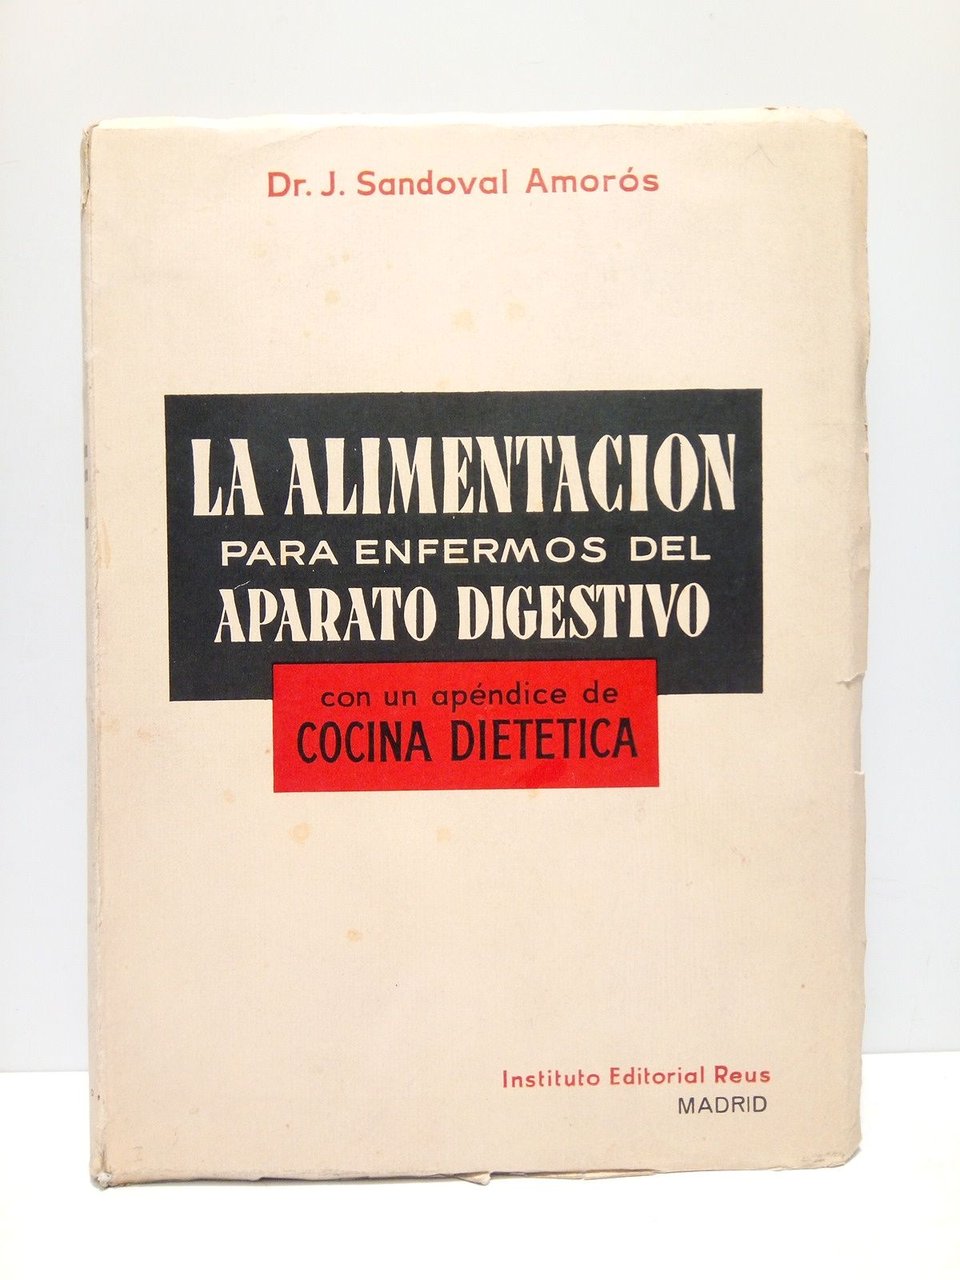 Dr. J. Sandoval Amorós
LA ALIMENTACION
PARA ENFERMOS DEL
APARATO DIGESTIVO
con un apéndice de
COCINA DIETETICA
Instituto Editorial Reus
MADRID